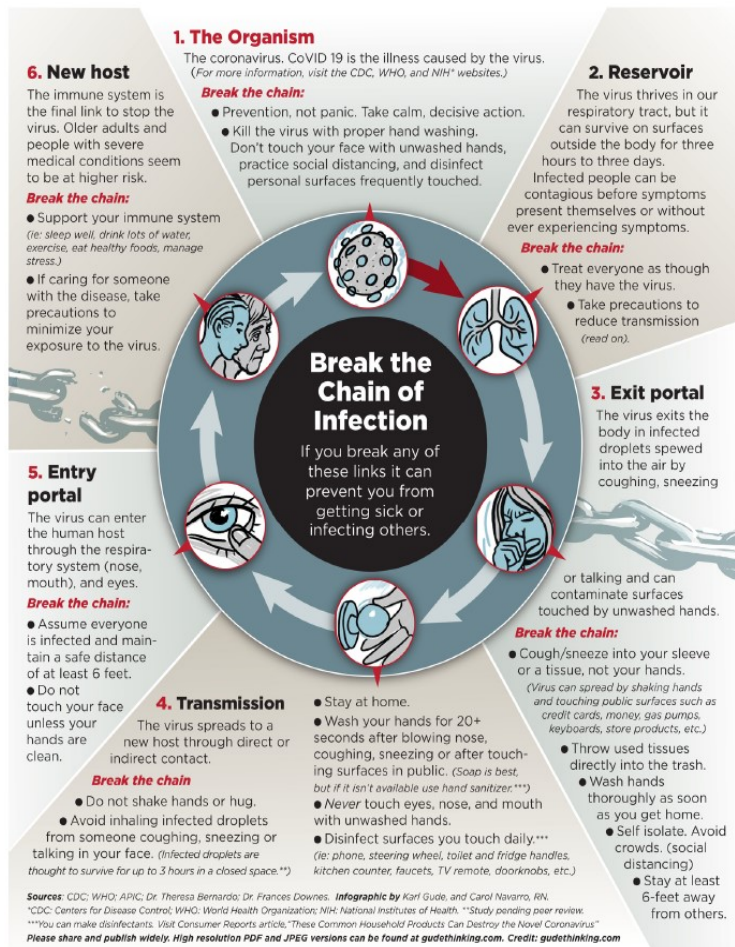 1. The Organism
The coronavirus. CoVID 19 is the illness caused by the virus.
(For more information, visit the CDC, WHO, and NIH* websites.)
Break the chain:
● Prevention, not panic. Take calm, decisive action.
● Kill the virus with proper hand washing.
Don't touch your face with unwashed hands,
practice social distancing, and disinfect
personal surfaces frequently touched.
2. Reservoir
The virus thrives in our
respiratory tract, but it
can survive on surfaces
outside the body for three
hours to three days.
Infected people can be
contagious before symptoms
present themselves or without
ever experiencing symptoms.
Break the chain:
● Treat everyone as though
they have the virus.
● Take precautions to
reduce transmission
(read on).
3. Exit portal
The virus exits the
body in infected
droplets spewed
into the air by
coughing, sneezing
or talking and can
contaminate surfaces
touched by unwashed hands.
Break the chain:
● Cough/sneeze into your sleeve
or a tissue, not your hands.
(Virus can spread by shaking hands
and touching public surfaces such as
credit cards, money, gas pumps,
keyboards, store products, etc.)
● Throw used tissues
directly into the trash.
● Wash hands
thoroughly as soon
as you get home.
● Self isolate. Avoid
crowds. (social
distancing)
● Stay at least
6-feet away
from others.
4. Transmission
The virus spreads to a
new host through direct or
indirect contact.
Break the chain
● Do not shake hands or hug.
● Avoid inhaling infected droplets
from someone coughing, sneezing or
talking in your face. (Infected droplets are
thought to survive for up to 3 hours in a closed space.**)
● Stay at home.
● Wash your hands for 20+
seconds after blowing nose,
coughing, sneezing or after touch-
ing surfaces in public. (Soap is best,
but if it isn't available use hand sanitizer.***)
● Never touch eyes, nose, and mouth
with unwashed hands.
● Disinfect surfaces you touch daily.***
(ie: phone, steering wheel, toilet and fridge handles,
kitchen counter, faucets, TV remote, doorknobs, etc.)
5. Entry
portal
The virus can enter
the human host
through the respira-
tory system (nose,
mouth), and eyes.
Break the chain:
● Assume everyone
is infected and main-
tain a safe distance
of at least 6 feet.
● Do not
touch your face
unless your
hands are
clean.
6. New host
The immune system is
the final link to stop the
virus. Older adults and
people with severe
medical conditions seem
to be at higher risk.
Break the chain:
● Support your immune system
(ie: sleep well, drink lots of water,
exercise, eat healthy foods, manage
stress.)
● If caring for someone
with the disease, take
precautions to
minimize your
exposure to the virus.
Break the
Chain of
Infection
If you break any of
these links it can
prevent you from
getting sick or
infecting others.
Sources: CDC; WHO; APIC; Dr. Theresa Bernardo; Dr. Frances Downes. Infographic by Karl Gude, and Carol Navarro, RN.
*CDC: Centers for Disease Control; WHO: World Health Organization; NIH: National Institutes of Health. **Study pending peer review.
***You can make disinfectants. Visit Consumer Reports article, "These Common Household Products Can Destroy the Novel Coronavirus"
Please share and publish widely. High resolution PDF and JPEG versions can be found at gudethinking.com. Credit: gudethinking.com